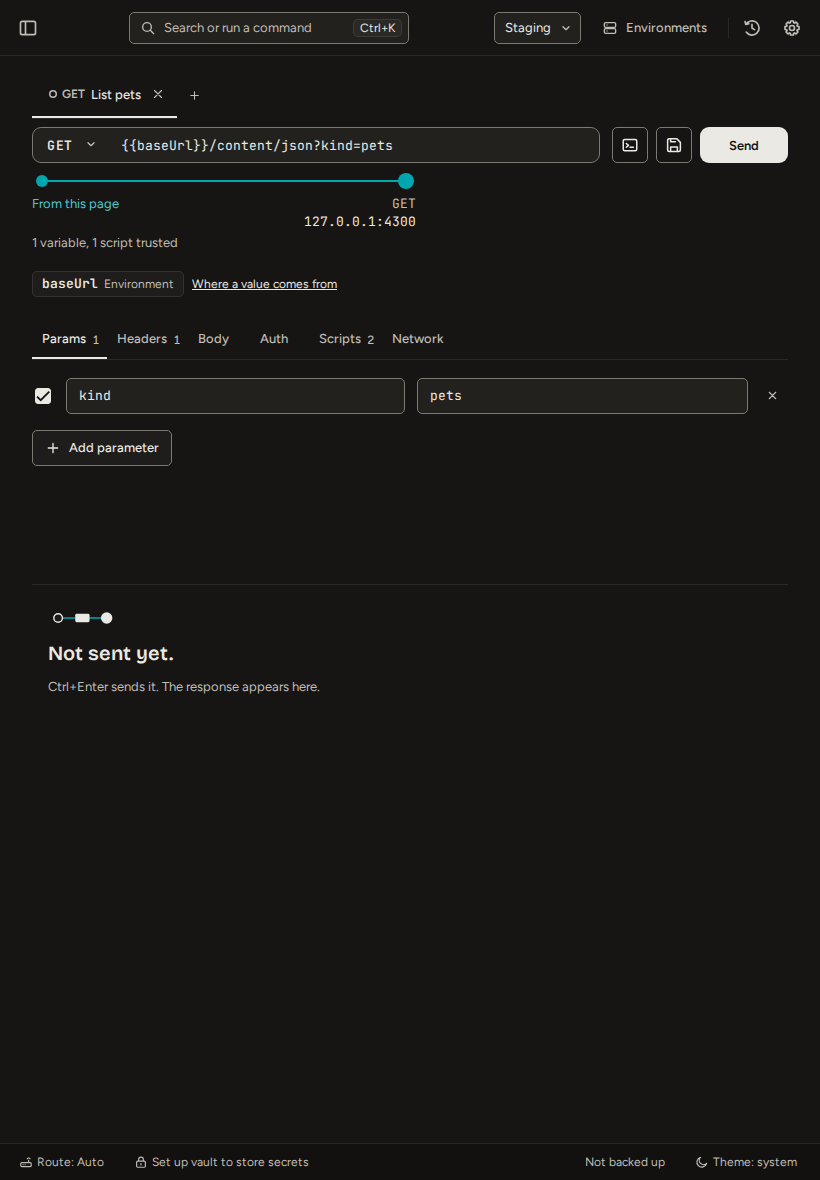 Search or run a command Ctrl+K Staging Environments
GET List pets
GET {{baseUrl}}/content/json?kind=pets Send
From this page GET
127.0.0.1:4300
1 variable, 1 script trusted
baseUrl Environment Where a value comes from
Params 1 Headers 1 Body Auth Scripts 2 Network
kind pets
Add parameter
Not sent yet.
Ctrl+Enter sends it. The response appears here.
Route: Auto Set up vault to store secrets Not backed up Theme: system